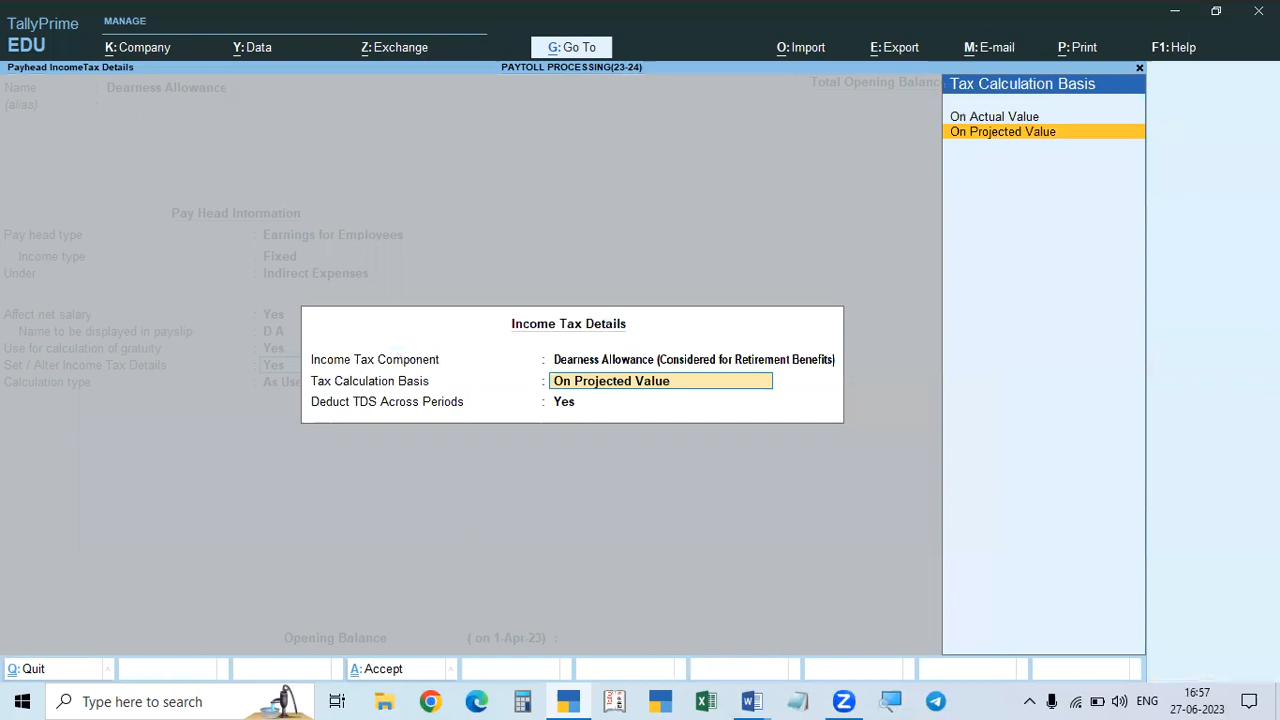 TallyPrime
MANAGE
EDU
K: Company
Y: Data
Z: Exchange
G: Go To
O: Import
E: Export
M: E-mail
P: Print
F1: Help
Payhead IncomeTax Details
PAYTOLL PROCESSING(23-24)
×
Name : Dearness Allowance
Total Opening Balance
(alias) :
Tax Calculation Basis
On Actual Value
On Projected Value
Pay Head Information
Pay head type : Earnings for Employees
Income type : Fixed
Under : Indirect Expenses
Affect net salary : Yes
Name to be displayed in payslip : D A
Use for calculation of gratuity : Yes
Set / Alter Income Tax Details : Yes
Calculation type : As Use
Income Tax Details
Income Tax Component : Dearness Allowance (Considered for Retirement Benefits)
Tax Calculation Basis : On Projected Value
Deduct TDS Across Periods : Yes
Opening Balance ( on 1-Apr-23) :
Q: Quit
A: Accept
Type here to search
ENG
16:57
27-06-2023